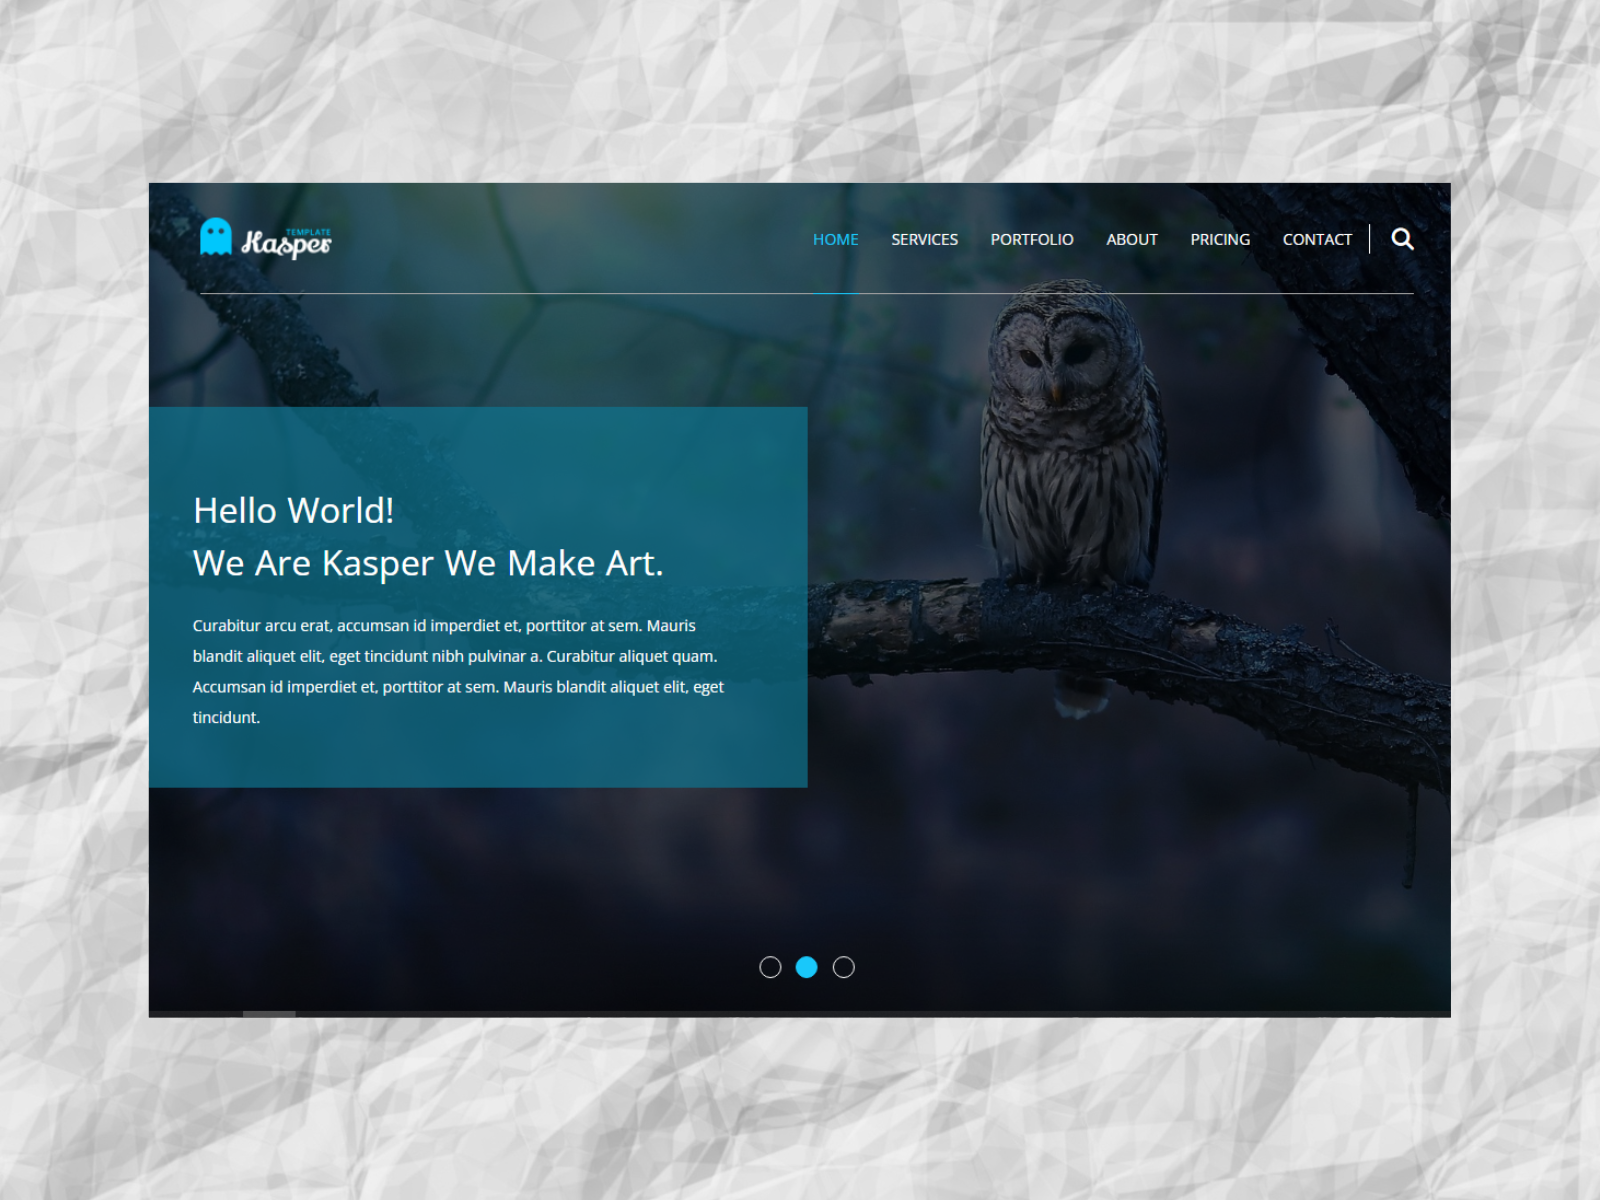 TEMPLATE
Kasper
HOME SERVICES PORTFOLIO ABOUT PRICING CONTACT
Hello World!
We Are Kasper We Make Art.
Curabitur arcu erat, accumsan id imperdiet et, porttitor at sem. Mauris
blandit aliquet elit, eget tincidunt nibh pulvinar a. Curabitur aliquet quam.
Accumsan id imperdiet et, porttitor at sem. Mauris blandit aliquet elit, eget
tincidunt.